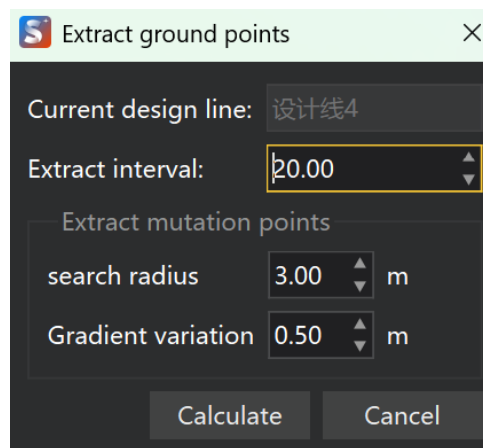 Extract ground points
Current design line: 设计线4
Extract interval: 20.00
Extract mutation points
search radius 3.00 m
Gradient variation 0.50 m
Calculate Cancel